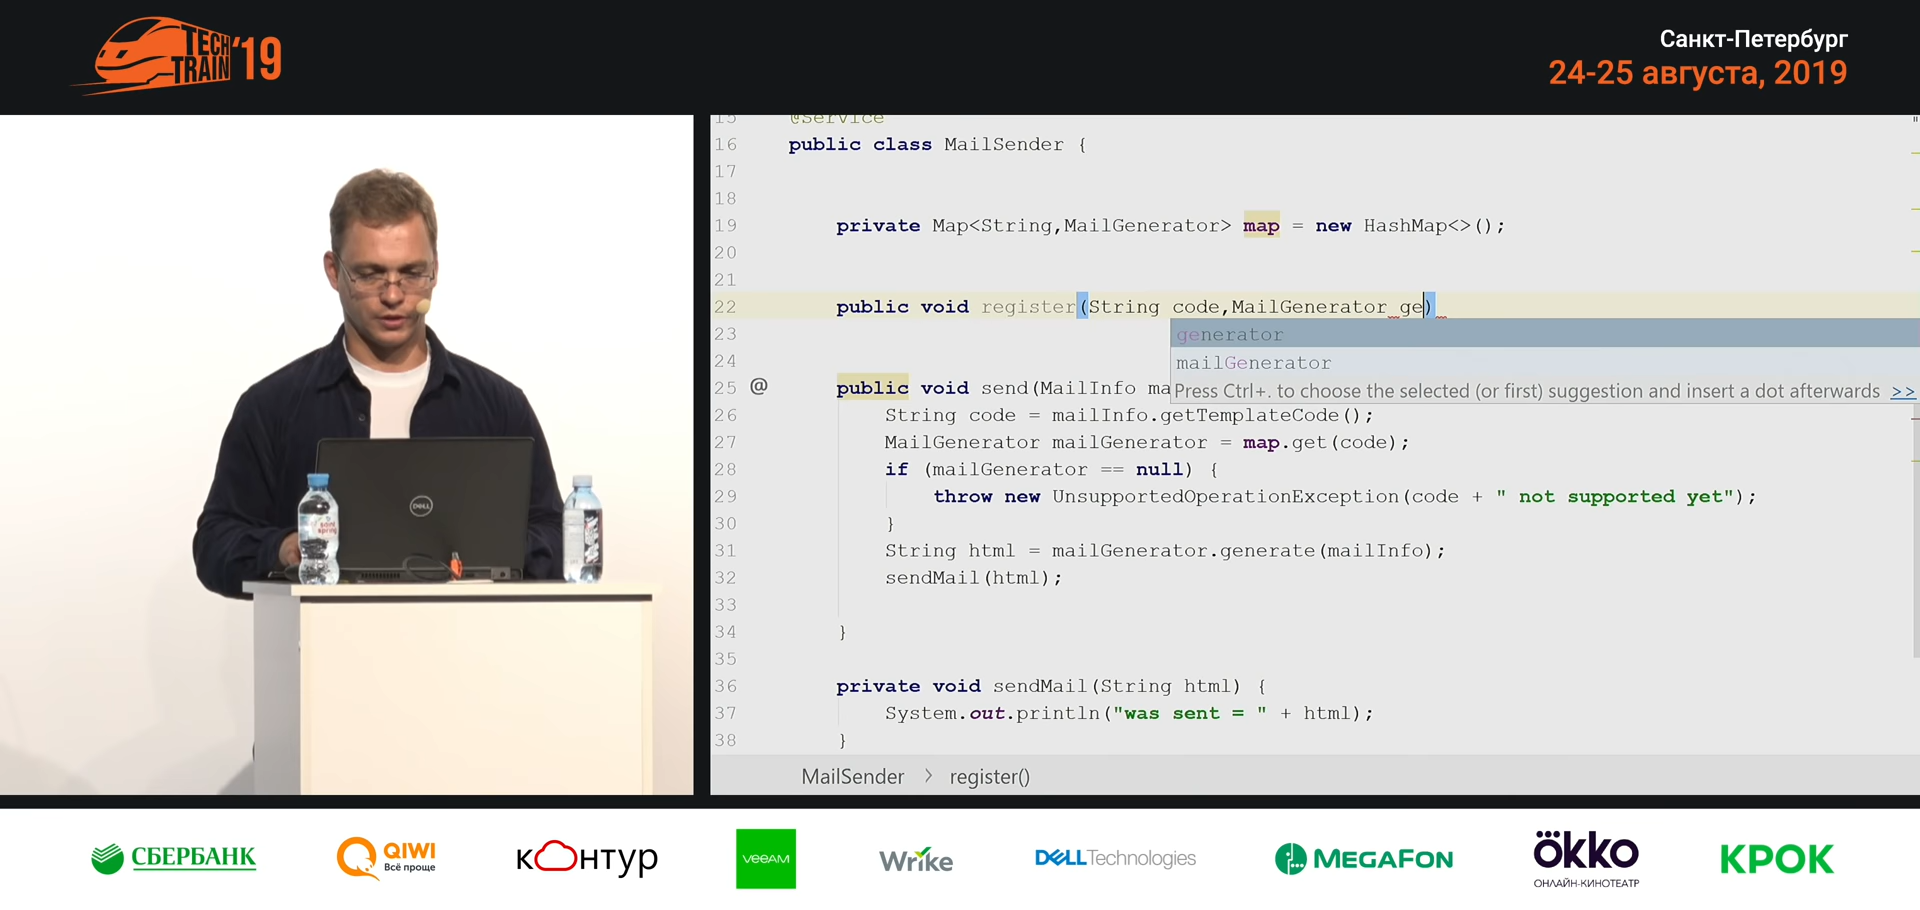 TECH TRAIN '19
Санкт-Петербург
24-25 августа, 2019
15 @Service
16 public class MailSender {
17
18
19 private Map<String,MailGenerator> map = new HashMap<>();
20
21
22 public void register(String code,MailGenerator ge)
23
generator
24
mailGenerator
25 @ public void send(MailInfo ma
Press Ctrl+. to choose the selected (or first) suggestion and insert a dot afterwards >>
26 String code = mailInfo.getTemplateCode();
27 MailGenerator mailGenerator = map.get(code);
28 if (mailGenerator == null) {
29 throw new UnsupportedOperationException(code + " not supported yet");
30 }
31 String html = mailGenerator.generate(mailInfo);
32 sendMail(html);
33
34 }
35
36 private void sendMail(String html) {
37 System.out.println("was sent = " + html);
38 }
MailSender > register()
DELL
СБЕРБАНК
QIWI
Всё проще
контур
veeam
Wrike
DELLTechnologies
MEGAFON
ökko
ОНЛАЙН-КИНОТЕАТР
КРОК